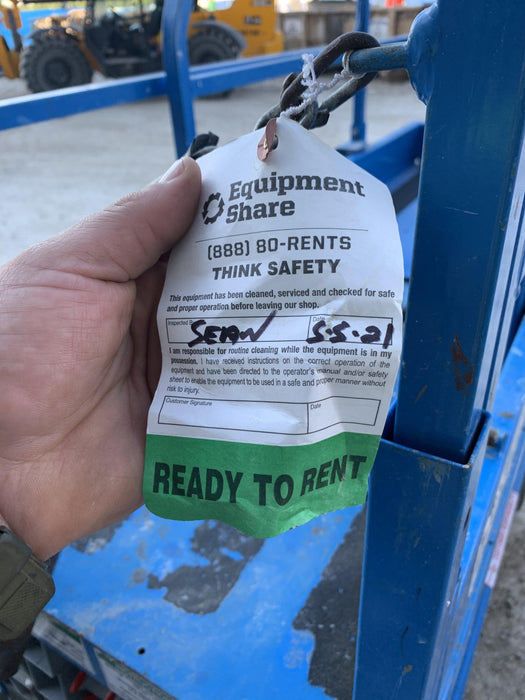 Equipment
Share
(888) 80-RENTS
THINK SAFETY
This equipment has been cleaned, serviced and checked for safe
and proper operation before leaving our shop.
Inspected B Date
SEAN 5-5-21
I am responsible for routine cleaning while the equipment is in my
possession. I have received instructions on the correct operation of the
equipment and have been directed to the operator's manual and/or safety
sheet to enable the equipment to be used in a safe and proper manner without
risk to injury.
Customer Signature Date
READY TO RENT